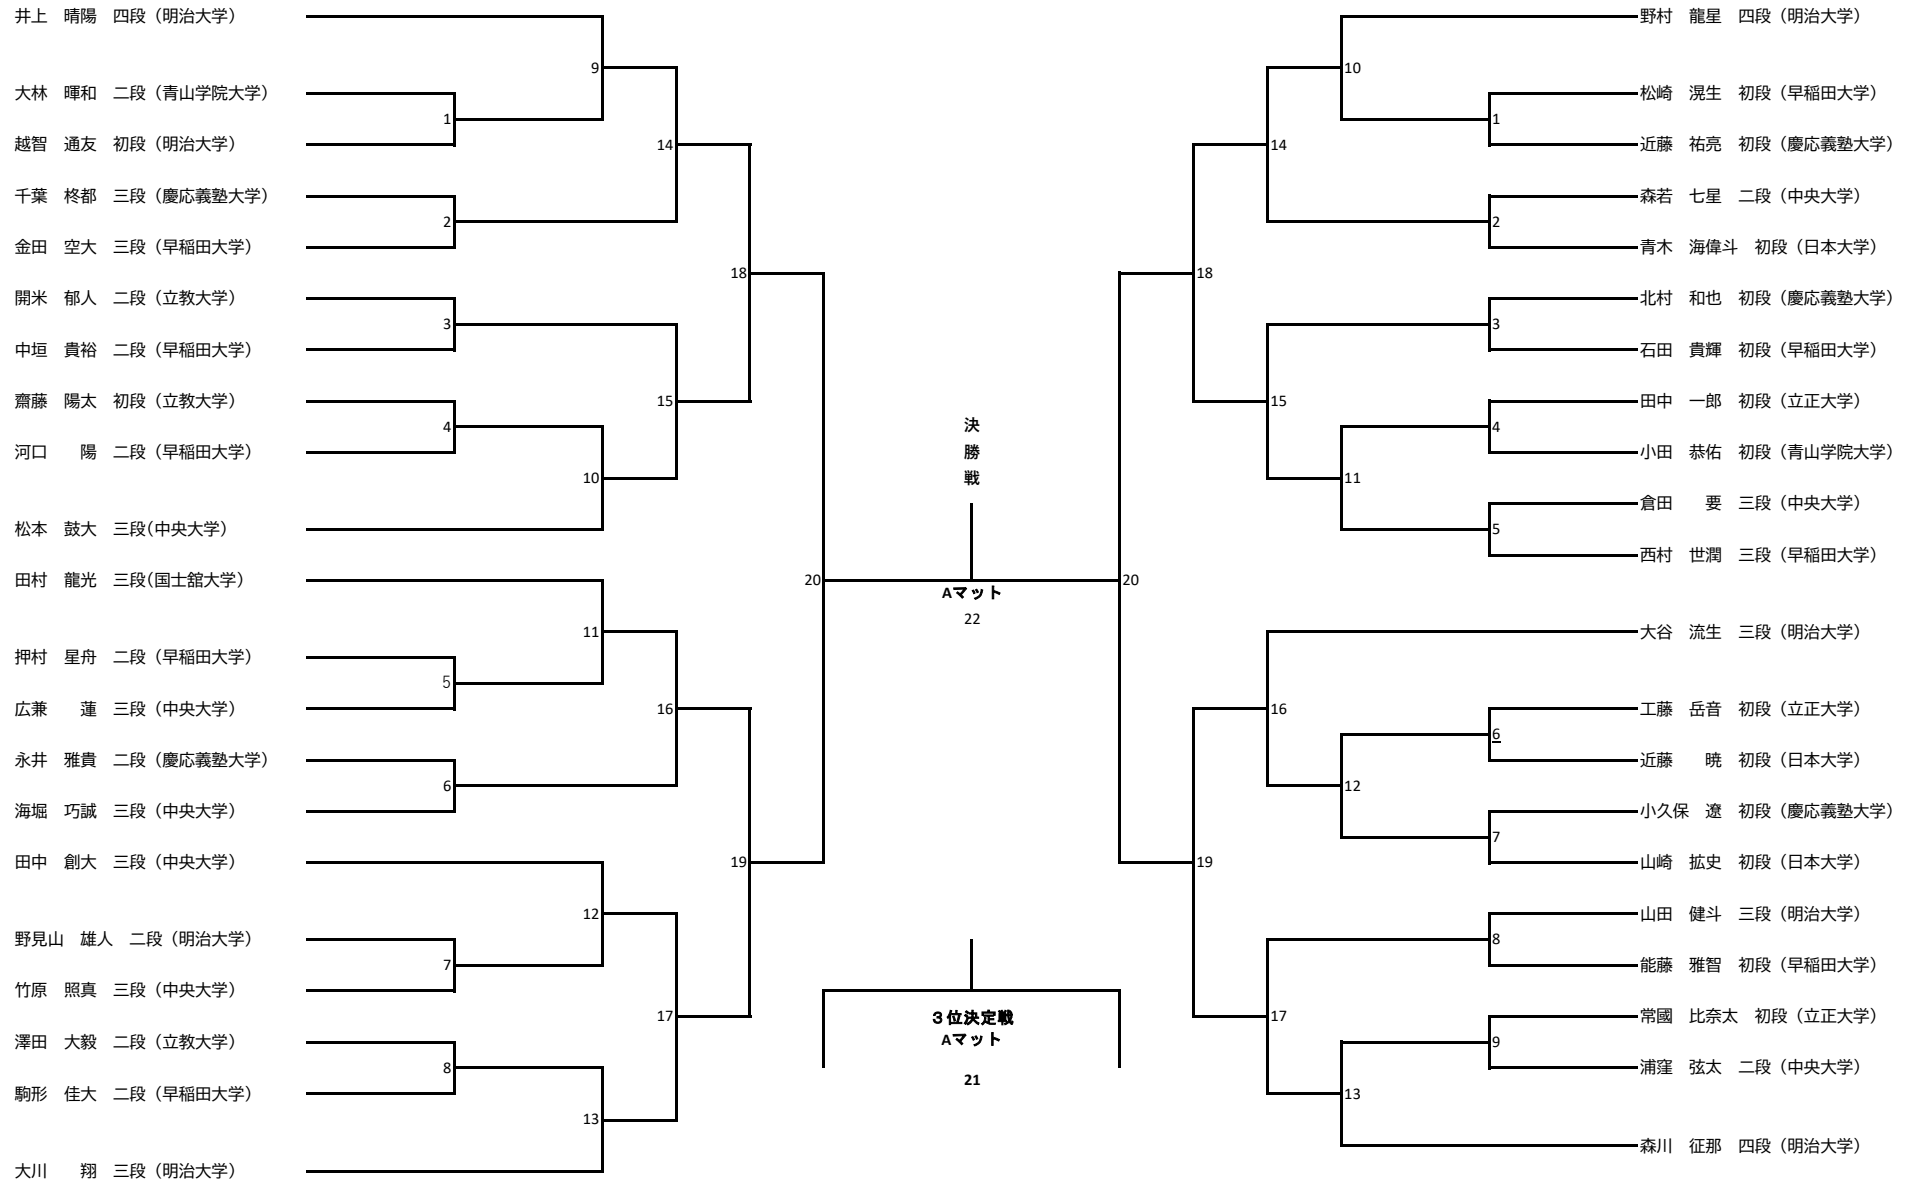 井上　晴陽　四段（明治大学）
9
大林　暉和　二段（青山学院大学）
1
越智　通友　初段（明治大学）
14
千葉　柊都　三段（慶応義塾大学）
2
金田　空大　三段（早稲田大学）
18
開米　郁人　二段（立教大学）
3
中垣　貴裕　二段（早稲田大学）
齋藤　陽太　初段（立教大学）
15
4
河口　　陽　二段（早稲田大学）
10
松本　鼓大　三段(中央大学）
田村　龍光　三段(国士舘大学）
20
11
押村　星舟　二段（早稲田大学）
5
広兼　　蓮　三段（中央大学）
16
永井　雅貴　二段（慶応義塾大学）
6
海堀　巧誠　三段（中央大学）
田中　創大　三段（中央大学）
19
12
野見山　雄人　二段（明治大学）
7
竹原　照真　三段（中央大学）
17
澤田　大毅　二段（立教大学）
8
駒形　佳大　二段（早稲田大学）
13
大川　　翔　三段（明治大学）
決
勝
戦
Aマット
22
３位決定戦
Aマット
21
野村　龍星　四段（明治大学）
10
松崎　滉生　初段（早稲田大学）
1
近藤　祐亮　初段（慶応義塾大学）
14
森若　七星　二段（中央大学）
2
青木　海偉斗　初段（日本大学）
18
北村　和也　初段（慶応義塾大学）
3
石田　貴輝　初段（早稲田大学）
15
田中　一郎　初段（立正大学）
4
小田　恭佑　初段（青山学院大学）
11
倉田　　要　三段（中央大学）
5
西村　世潤　三段（早稲田大学）
20
大谷　流生　三段（明治大学）
16
工藤　岳音　初段（立正大学）
6
近藤　　暁　初段（日本大学）
12
小久保　遼　初段（慶応義塾大学）
7
山崎　拡史　初段（日本大学）
19
山田　健斗　三段（明治大学）
8
能藤　雅智　初段（早稲田大学）
17
常國　比奈太　初段（立正大学）
9
浦窪　弦太　二段（中央大学）
13
森川　征那　四段（明治大学）